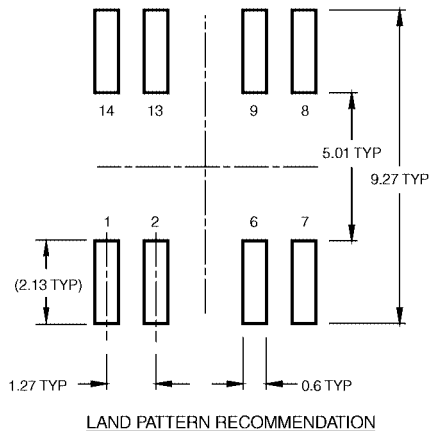 14 13 9 8
5.01 TYP
9.27 TYP
1 2 6 7
(2.13 TYP)
1.27 TYP
0.6 TYP
LAND PATTERN RECOMMENDATION